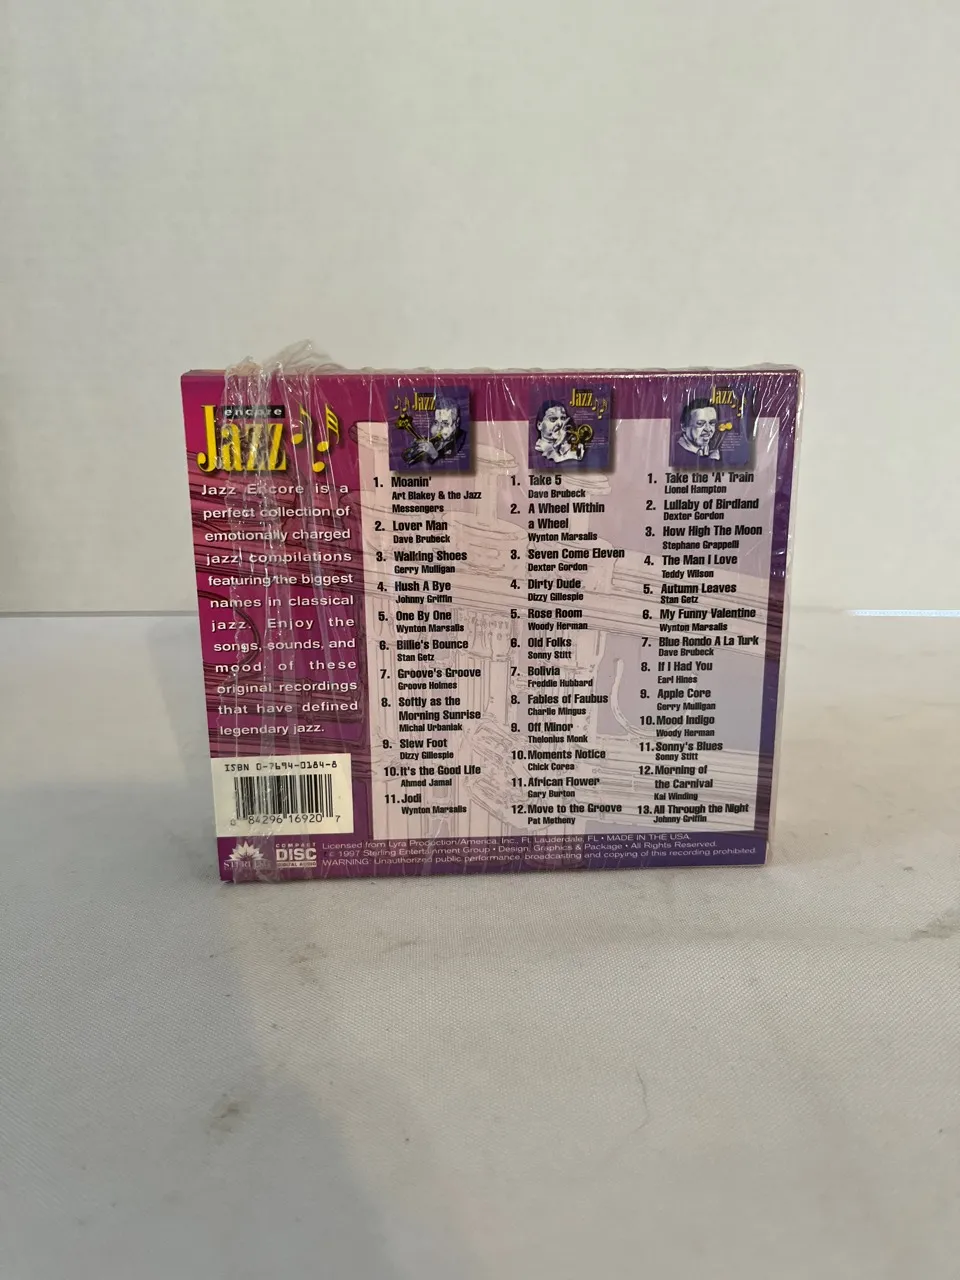 encore
Jazz
Jazz Encore is a
perfect collection of
emotionally charged
jazz compilations
featuring the biggest
names in classical
jazz. Enjoy the
songs, sounds, and
mood of these
original recordings
that have defined
legendary jazz.
ISBN 0-7694-0184-8
0 84296 16920 7
STERLING
COMPACT
DISC
DIGITAL AUDIO
Jazz
1. Moanin'
Art Blakey & the Jazz
Messengers
2. Lover Man
Dave Brubeck
3. Walking Shoes
Gerry Mulligan
4. Hush A Bye
Johnny Griffin
5. One By One
Wynton Marsalis
6. Billie's Bounce
Stan Getz
7. Groove's Groove
Groove Holmes
8. Softly as the
Morning Sunrise
Michal Urbaniak
9. Slew Foot
Dizzy Gillespie
10. It's the Good Life
Ahmed Jamal
11. Jodi
Wynton Marsalis
Jazz
1. Take 5
Dave Brubeck
2. A Wheel Within
a Wheel
Wynton Marsalis
3. Seven Come Eleven
Dexter Gordon
4. Dirty Dude
Dizzy Gillespie
5. Rose Room
Woody Herman
6. Old Folks
Sonny Stitt
7. Bolivia
Freddie Hubbard
8. Fables of Faubus
Charlie Mingus
9. Off Minor
Thelonius Monk
10. Moments Notice
Chick Corea
11. African Flower
Gary Burton
12. Move to the Groove
Pat Metheny
Jazz
1. Take the 'A' Train
Lionel Hampton
2. Lullaby of Birdland
Dexter Gordon
3. How High The Moon
Stephane Grappelli
4. The Man I Love
Teddy Wilson
5. Autumn Leaves
Stan Getz
6. My Funny Valentine
Wynton Marsalis
7. Blue Rondo A La Turk
Dave Brubeck
8. If I Had You
Earl Hines
9. Apple Core
Gerry Mulligan
10. Mood Indigo
Woody Herman
11. Sonny's Blues
Sonny Stitt
12. Morning of
the Carnival
Kai Winding
13. All Through the Night
Johnny Griffin
Licensed from Lyra Production/America, Inc., Ft. Lauderdale, FL • MADE IN THE USA.
© 1997 Sterling Entertainment Group • Design, Graphics & Package • All Rights Reserved.
WARNING: Unauthorized public performance, broadcasting and copying of this recording prohibited.